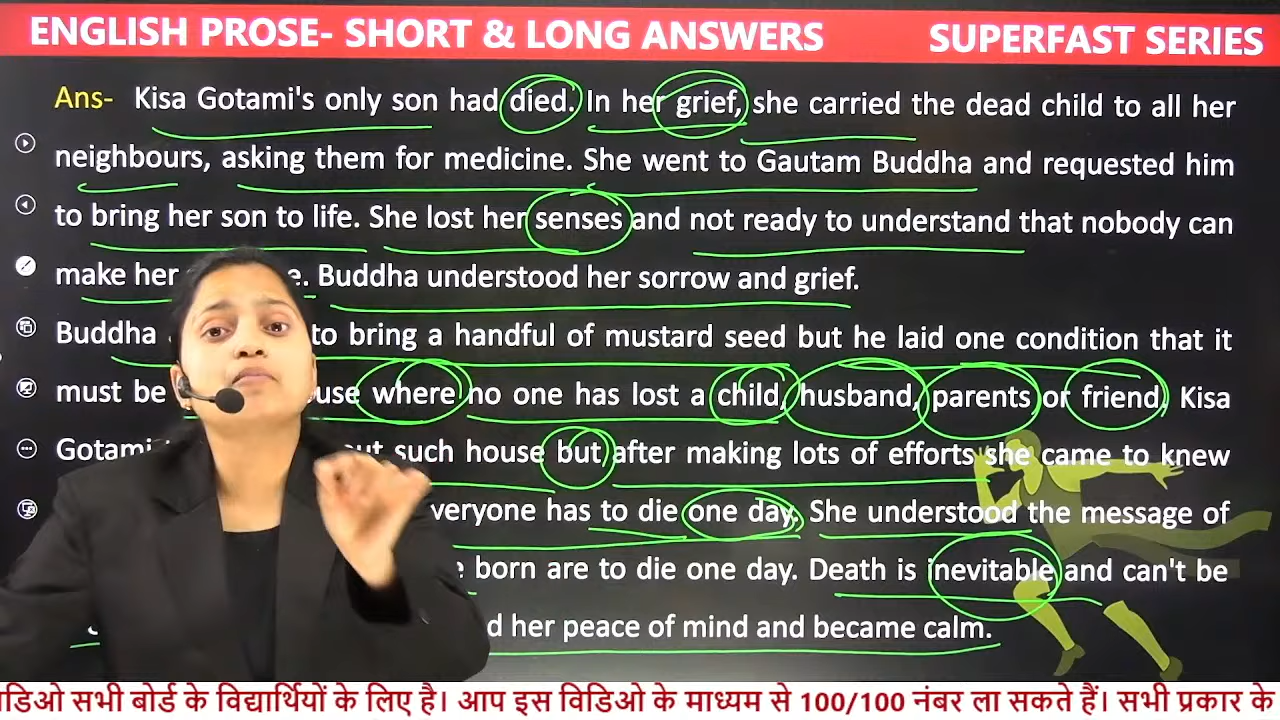 ENGLISH PROSE- SHORT & LONG ANSWERS SUPERFAST SERIES
Ans- Kisa Gotami's only son had died. In her grief, she carried the dead child to all her
neighbours, asking them for medicine. She went to Gautam Buddha and requested him
to bring her son to life. She lost her senses and not ready to understand that nobody can
make her Buddha understood her sorrow and grief.
Buddha to bring a handful of mustard seed but he laid one condition that it
must be where no one has lost a child, husband, parents or friend. Kisa
Gotami such house but after making lots of efforts she came to knew
has to die one day. She understood the message of
born are to die one day. Death is inevitable and can't be
her peace of mind and became calm.
सभी बोर्ड के विद्यार्थियों के लिए है। आप इस विडिओ के माध्यम से 100/100 नंबर ला सकते हैं। सभी प्रकार के